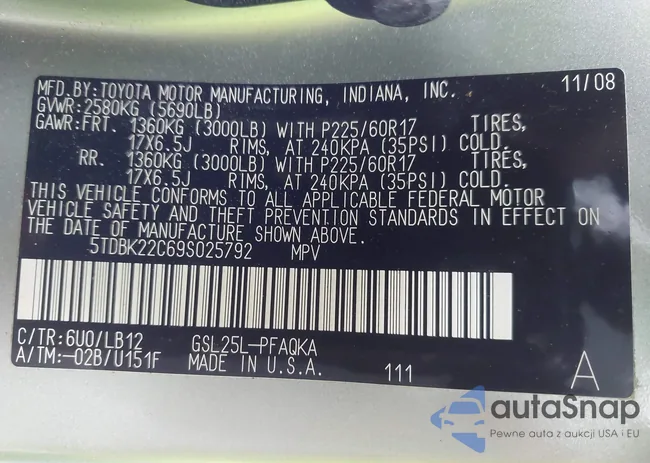 MFD.BY:TOYOTA MOTOR MANUFACTURING, INDIANA, INC. 11/08
GVWR:2580KG (5690LB)
GAWR:FRT. 1360KG (3000LB) WITH P225/60R17 TIRES,
17X6.5J RIMS, AT 240KPA (35PSI) COLD.
RR. 1360KG (3000LB) WITH P225/60R17 TIRES,
17X6.5J RIMS, AT 240KPA (35PSI) COLD.
THIS VEHICLE CONFORMS TO ALL APPLICABLE FEDERAL MOTOR
VEHICLE SAFETY AND THEFT PREVENTION STANDARDS IN EFFECT ON
THE DATE OF MANUFACTURE SHOWN ABOVE.
5TDBK22C69S025792 MPV
C/TR:6U0/LB12 GSL25L-PFAQKA
A/TM:-02B/U151F MADE IN U.S.A. 111 A
autaSnap
Pewne auta z aukcji USA i EU